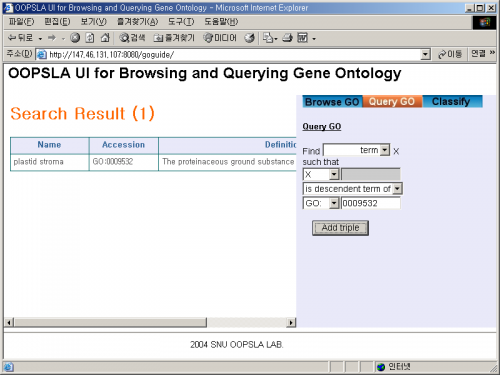 OOPSLA UI for Browsing and Querying Gene Ontology - Microsoft Internet Explorer
파일(F) 편집(E) 보기(V) 즐겨찾기(A) 도구(T) 도움말(H)
뒤로 검색 즐겨찾기 미디어
주소(D) http://147.46.131.107:8080/goguide/ 이동 연결 »
OOPSLA UI for Browsing and Querying Gene Ontology
Search Result (1)
Name Accession Definitic
plastid stroma GO:0009532 The proteinaceous ground substance
Browse GO Query GO Classify
Query GO
Find term X
such that
X
is descendent term of
GO: 0009532
Add triple
2004 SNU OOPSLA LAB.
인터넷